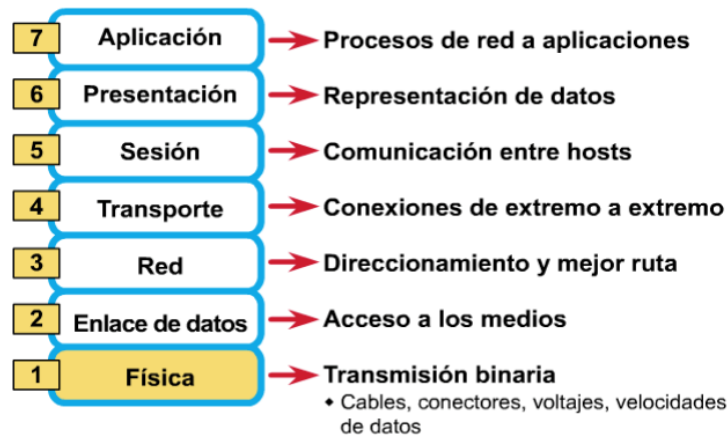 7 Aplicación Procesos de red a aplicaciones
6 Presentación Representación de datos
5 Sesión Comunicación entre hosts
4 Transporte Conexiones de extremo a extremo
3 Red Direccionamiento y mejor ruta
2 Enlace de datos Acceso a los medios
1 Física Transmisión binaria
Cables, conectores, voltajes, velocidades
de datos